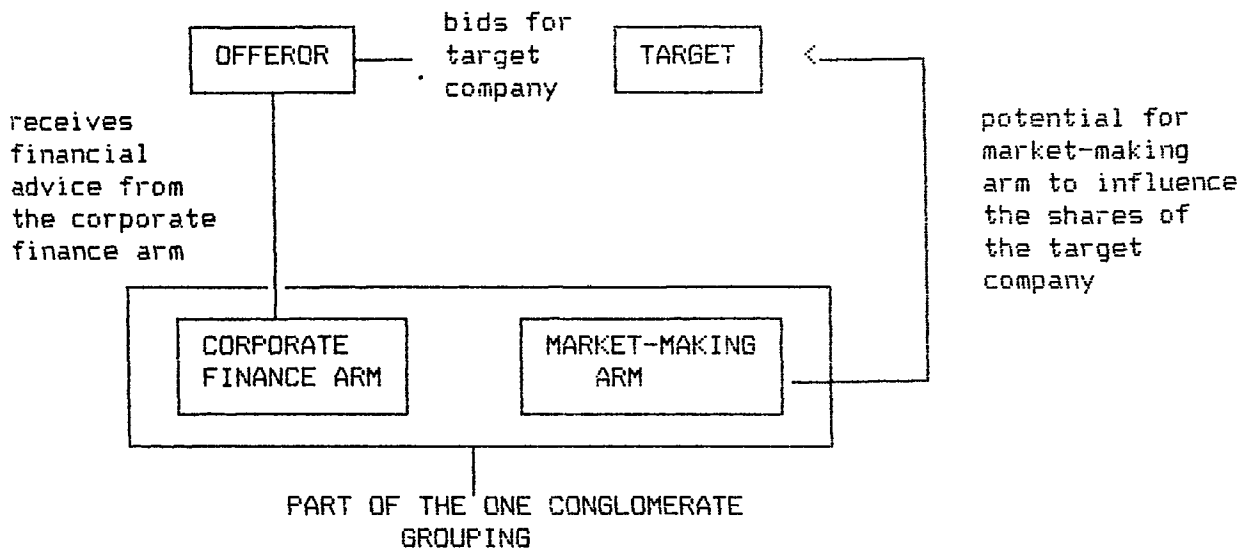 OFFEROR
bids for
target
company
TARGET
receives
financial
advice from
the corporate
finance arm
potential for
market-making
arm to influence
the shares of
the target
company
CORPORATE
FINANCE ARM
MARKET-MAKING
ARM
PART OF THE ONE CONGLOMERATE
GROUPING